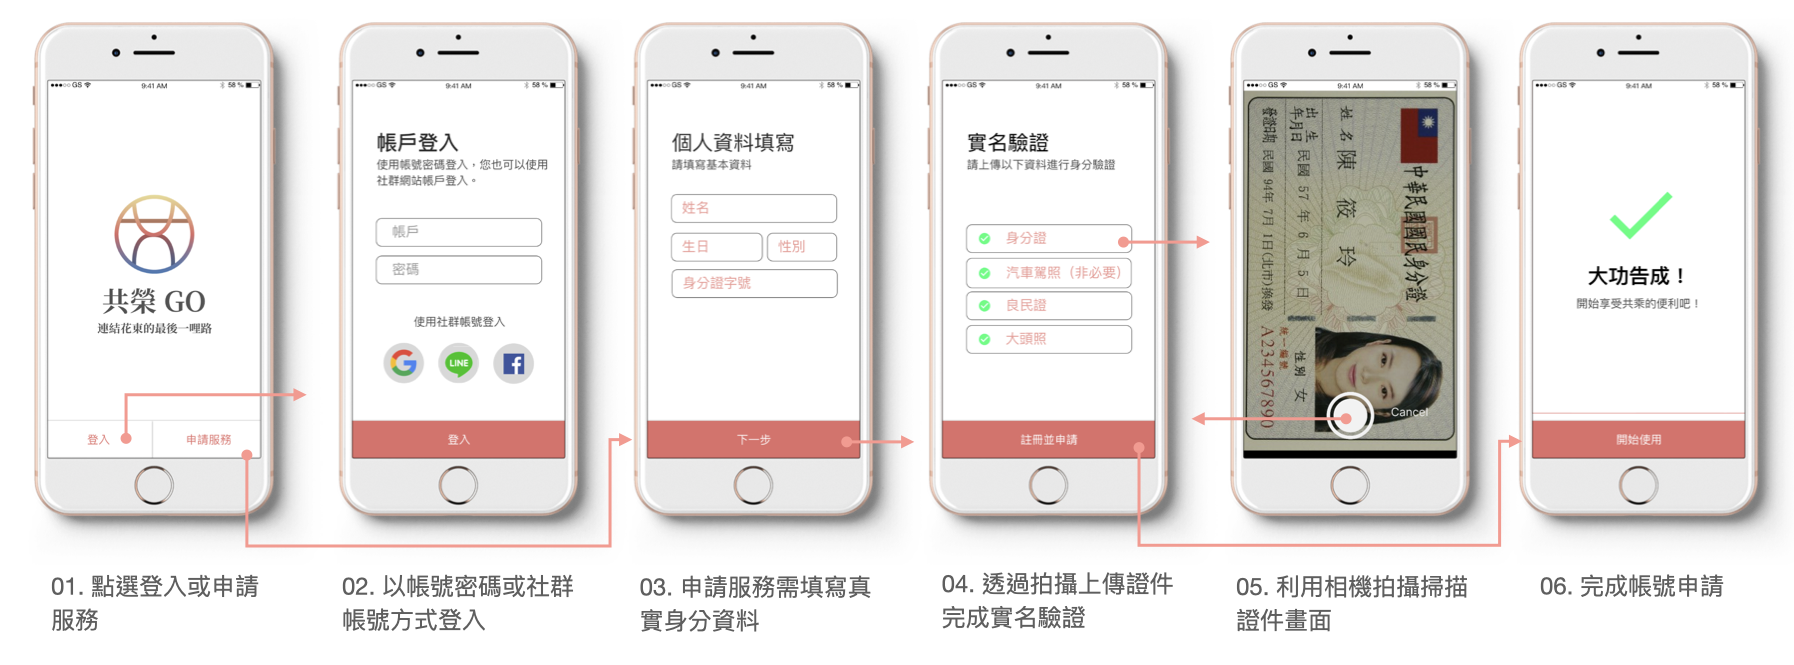 ●●●○○ GS 9:41 AM 58 %
共榮 GO
連結花東的最後一哩路
登入
申請服務
01. 點選登入或申請
服務
●●●○○ GS 9:41 AM 58 %
帳戶登入
使用帳號密碼登入，您也可以使用
社群網站帳戶登入。
帳戶
密碼
使用社群帳號登入
LINE
登入
02. 以帳號密碼或社群
帳號方式登入
●●●○○ GS 9:41 AM 58 %
個人資料填寫
請填寫基本資料
姓名
生日
性別
身分證字號
下一步
03. 申請服務需填寫真
實身分資料
●●●○○ GS 9:41 AM 58 %
實名驗證
請上傳以下資料進行身分驗證
身分證
汽車駕照（非必要）
良民證
大頭照
註冊並申請
04. 透過拍攝上傳證件
完成實名驗證
●●●○○ GS 9:41 AM 58 %
中華民國國民身分證
姓名 陳筱玲
出生年月日 民國 57 年 6 月 5 日
性別 女
統一編號 A234567890
發證日期 民國 94年 7月 1日(北市)換發
Cancel
05. 利用相機拍攝掃描
證件畫面
●●●○○ GS 9:41 AM 58 %
大功告成！
開始享受共乘的便利吧！
開始使用
06. 完成帳號申請